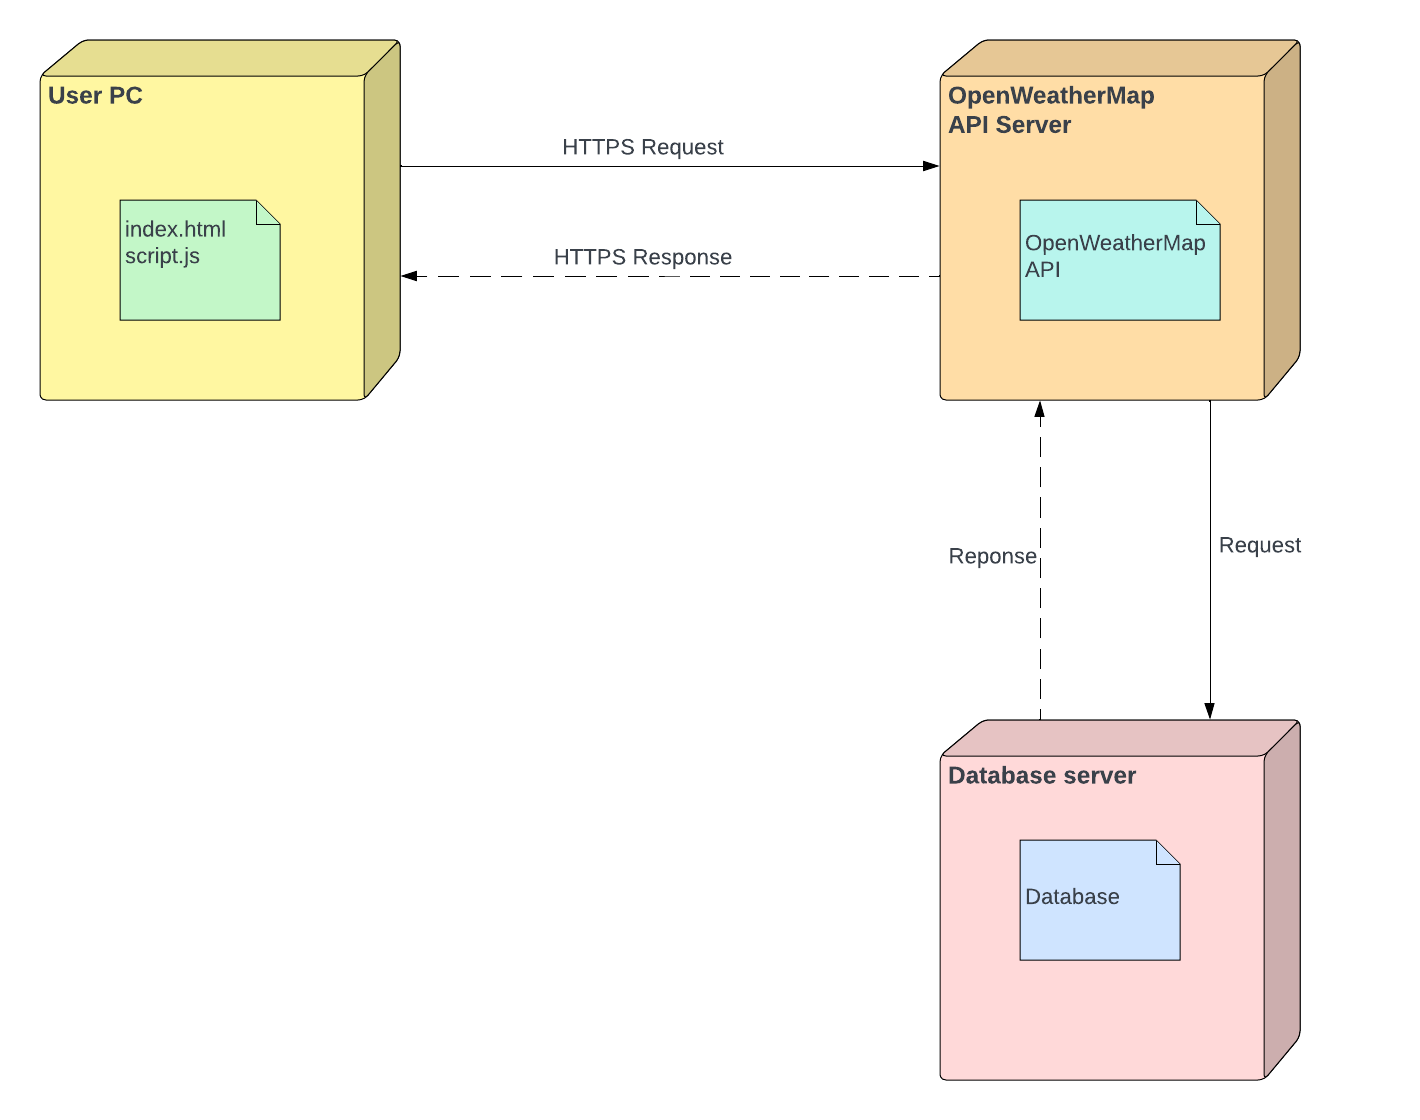 User PC
index.html
script.js
HTTPS Request
HTTPS Response
OpenWeatherMap
API Server
OpenWeatherMap
API
Reponse
Request
Database server
Database